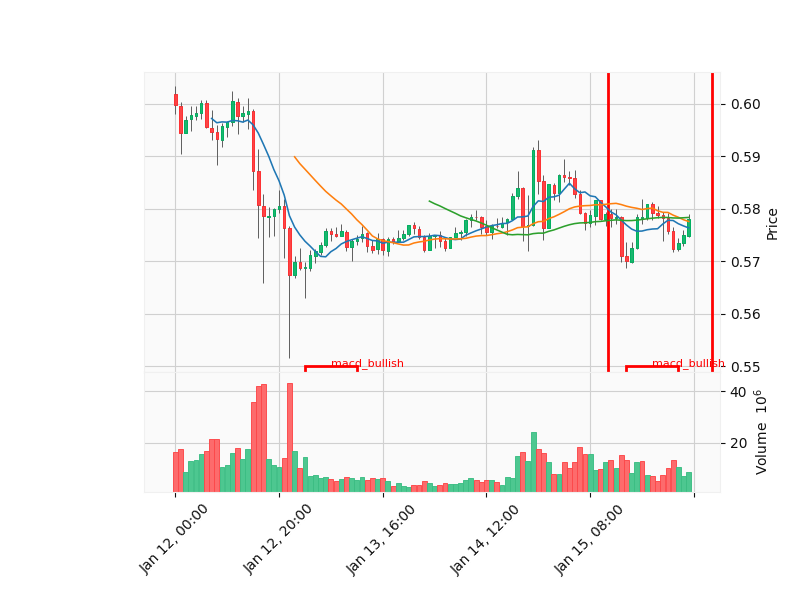 0.60
0.59
0.58
0.57
0.56
0.55
Price
macd_bullish
macd_bullish
40
20
Volume 10⁶
Jan 12, 00:00
Jan 12, 20:00
Jan 13, 16:00
Jan 14, 12:00
Jan 15, 08:00